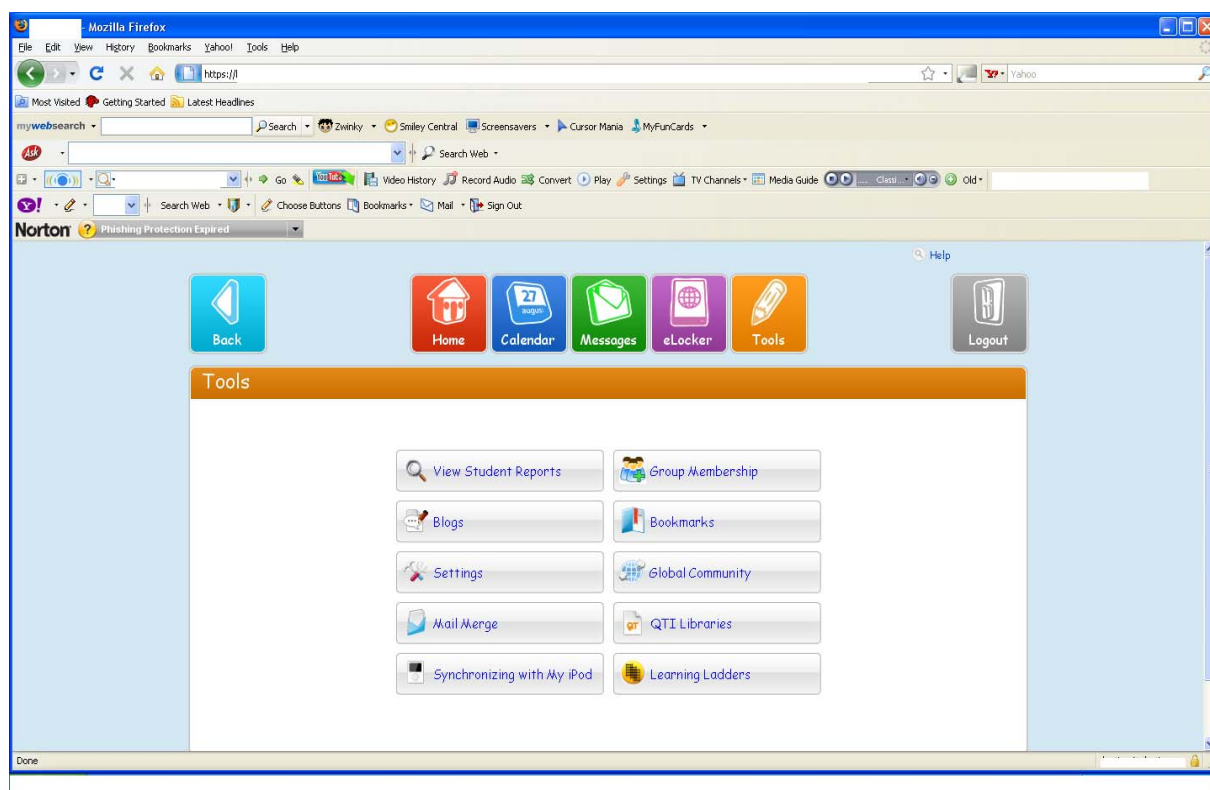 - Mozilla Firefox
File Edit View History Bookmarks Yahoo! Tools Help
https://l Yahoo
Most Visited Getting Started Latest Headlines
mywebsearch Search Zwinky Smiley Central Screensavers Cursor Mania MyFunCards
Ask Search Web
Go YouTube Video History Record Audio Convert Play Settings TV Channels Media Guide Classi... Old
Y! Search Web Choose Buttons Bookmarks Mail Sign Out
Norton Phishing Protection Expired
Help
27
august
Back Home Calendar Messages eLocker Tools Logout
Tools
View Student Reports Group Membership
Blogs Bookmarks
Settings Global Community
Mail Merge QTI Libraries
Synchronizing with My iPod Learning Ladders
Done